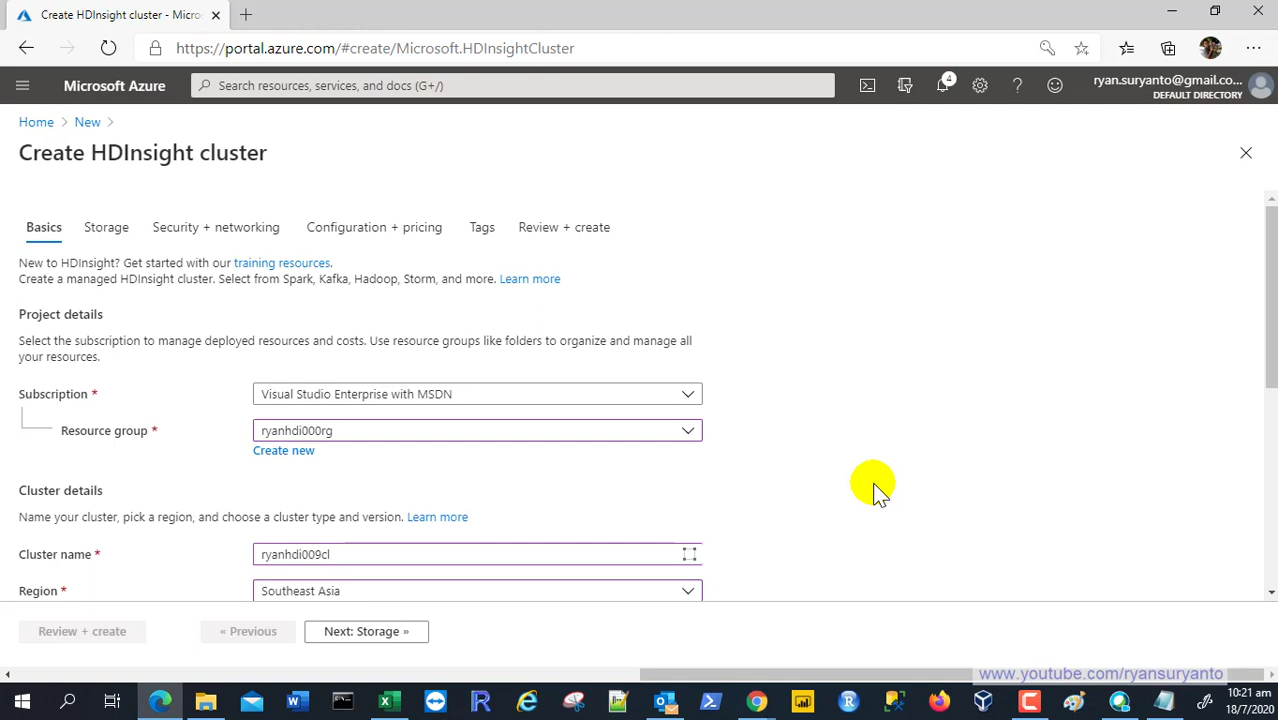 Create HDInsight cluster - Micro
https://portal.azure.com/#create/Microsoft.HDInsightCluster
Microsoft Azure
Search resources, services, and docs (G+/)
4
ryan.suryanto@gmail.co...
DEFAULT DIRECTORY
Home > New >
Create HDInsight cluster
Basics Storage Security + networking Configuration + pricing Tags Review + create
New to HDInsight? Get started with our training resources.
Create a managed HDInsight cluster. Select from Spark, Kafka, Hadoop, Storm, and more. Learn more
Project details
Select the subscription to manage deployed resources and costs. Use resource groups like folders to organize and manage all
your resources.
Subscription * Visual Studio Enterprise with MSDN
Resource group * ryanhdi000rg
Create new
Cluster details
Name your cluster, pick a region, and choose a cluster type and version. Learn more
Cluster name * ryanhdi009cl
Region * Southeast Asia
Review + create « Previous Next: Storage »
www.youtube.com/ryansuryanto
10:21 am
18/7/2020